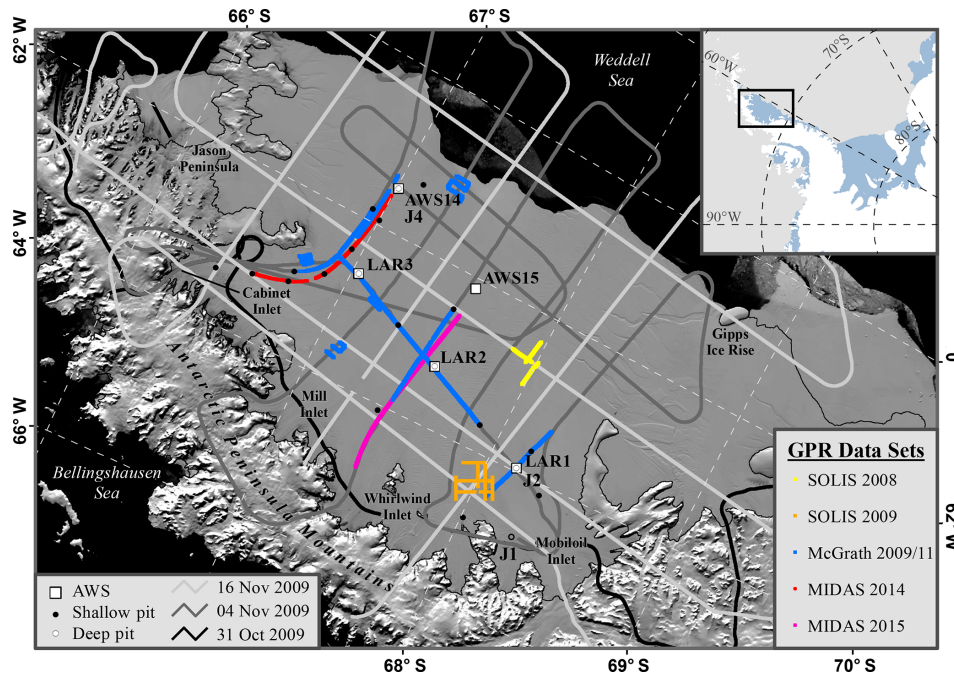 66° S
67° S
62° W
64° W
66° W
Weddell
Sea
60°W
70°S
80°S
90°W
Jason
Peninsula
AWS14
J4
LAR3
AWS15
Cabinet
Inlet
Gipps
Ice Rise
LAR2
Mill
Inlet
Antarctic Peninsula Mountains
Bellingshausen
Sea
LAR1
J2
Whirlwind
Inlet
J1
Mobiloil
Inlet
GPR Data Sets
SOLIS 2008
SOLIS 2009
McGrath 2009/11
MIDAS 2014
MIDAS 2015
AWS
Shallow pit
Deep pit
16 Nov 2009
04 Nov 2009
31 Oct 2009
68° S
69° S
70° S